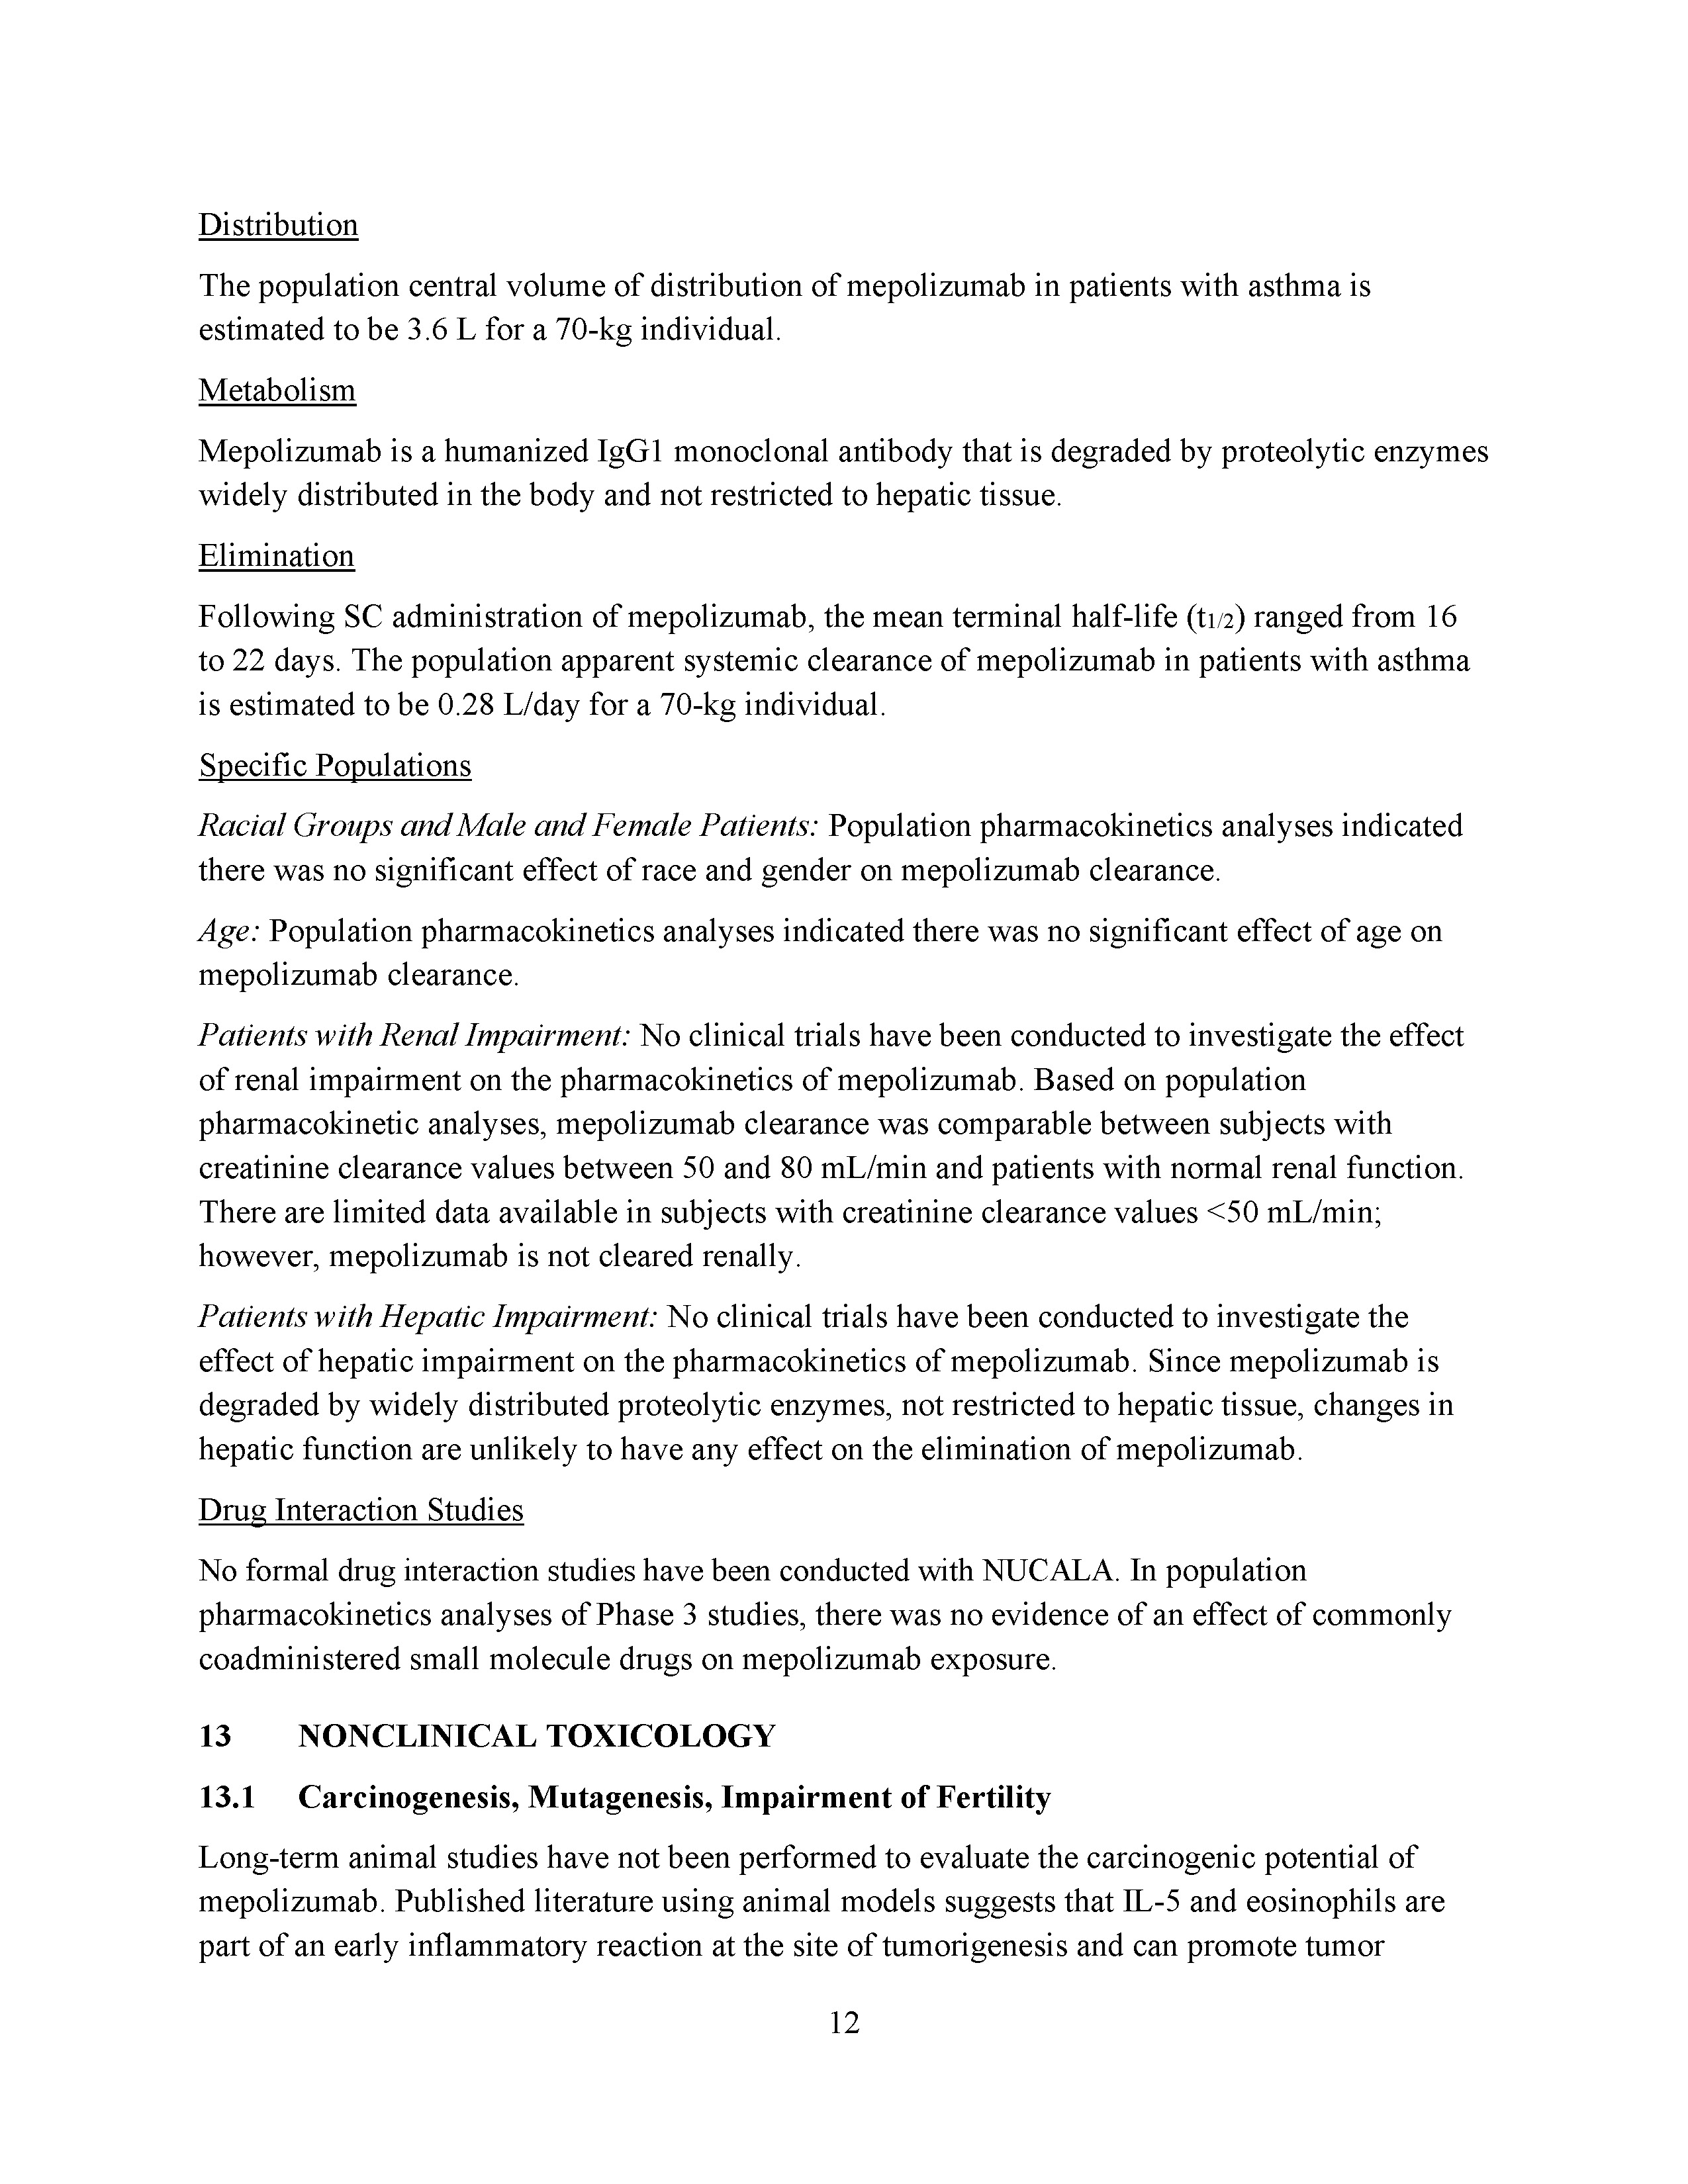 Distribution
The population central volume of distribution of mepolizumab in patients with asthma is
estimated to be 3.6 L for a 70-kg individual.
Metabolism
Mepolizumab is a humanized IgG1 monoclonal antibody that is degraded by proteolytic enzymes
widely distributed in the body and not restricted to hepatic tissue.
Elimination
Following SC administration of mepolizumab, the mean terminal half-life (t1/2) ranged from 16
to 22 days. The population apparent systemic clearance of mepolizumab in patients with asthma
is estimated to be 0.28 L/day for a 70-kg individual.
Specific Populations
Racial Groups and Male and Female Patients: Population pharmacokinetics analyses indicated
there was no significant effect of race and gender on mepolizumab clearance.
Age: Population pharmacokinetics analyses indicated there was no significant effect of age on
mepolizumab clearance.
Patients with Renal Impairment: No clinical trials have been conducted to investigate the effect
of renal impairment on the pharmacokinetics of mepolizumab. Based on population
pharmacokinetic analyses, mepolizumab clearance was comparable between subjects with
creatinine clearance values between 50 and 80 mL/min and patients with normal renal function.
There are limited data available in subjects with creatinine clearance values <50 mL/min;
however, mepolizumab is not cleared renally.
Patients with Hepatic Impairment: No clinical trials have been conducted to investigate the
effect of hepatic impairment on the pharmacokinetics of mepolizumab. Since mepolizumab is
degraded by widely distributed proteolytic enzymes, not restricted to hepatic tissue, changes in
hepatic function are unlikely to have any effect on the elimination of mepolizumab.
Drug Interaction Studies
No formal drug interaction studies have been conducted with NUCALA. In population
pharmacokinetics analyses of Phase 3 studies, there was no evidence of an effect of commonly
coadministered small molecule drugs on mepolizumab exposure.
13 NONCLINICAL TOXICOLOGY
13.1 Carcinogenesis, Mutagenesis, Impairment of Fertility
Long-term animal studies have not been performed to evaluate the carcinogenic potential of
mepolizumab. Published literature using animal models suggests that IL-5 and eosinophils are
part of an early inflammatory reaction at the site of tumorigenesis and can promote tumor
12